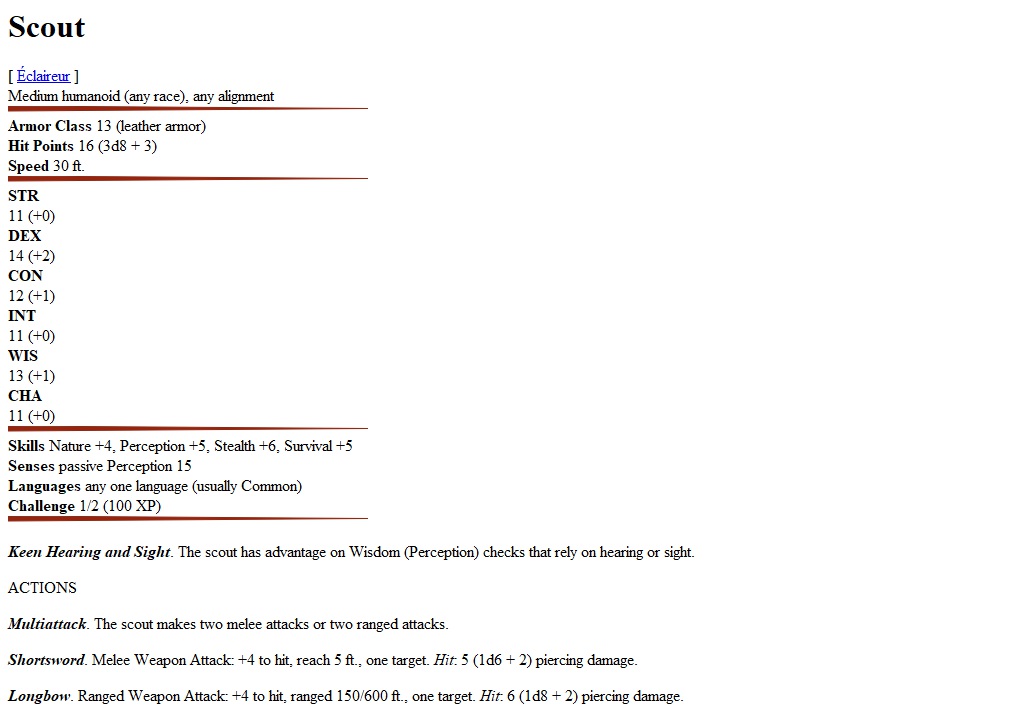 Scout
[ Éclaireur ]
Medium humanoid (any race), any alignment
Armor Class 13 (leather armor)
Hit Points 16 (3d8 + 3)
Speed 30 ft.
STR
11 (+0)
DEX
14 (+2)
CON
12 (+1)
INT
11 (+0)
WIS
13 (+1)
CHA
11 (+0)
Skills Nature +4, Perception +5, Stealth +6, Survival +5
Senses passive Perception 15
Languages any one language (usually Common)
Challenge 1/2 (100 XP)
Keen Hearing and Sight. The scout has advantage on Wisdom (Perception) checks that rely on hearing or sight.
ACTIONS
Multiattack. The scout makes two melee attacks or two ranged attacks.
Shortsword. Melee Weapon Attack: +4 to hit, reach 5 ft., one target. Hit: 5 (1d6 + 2) piercing damage.
Longbow. Ranged Weapon Attack: +4 to hit, ranged 150/600 ft., one target. Hit: 6 (1d8 + 2) piercing damage.